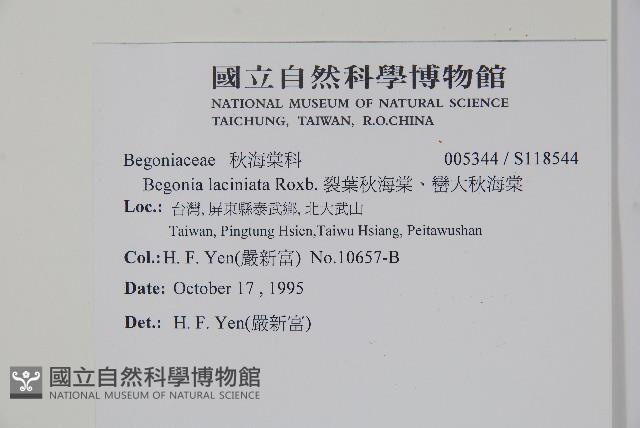 國立自然科學博物館
NATIONAL MUSEUM OF NATURAL SCIENCE
TAICHUNG, TAIWAN, R.O.CHINA
Begoniaceae 秋海棠科 005344 / S118544
Begonia laciniata Roxb. 裂葉秋海棠、巒大秋海棠
Loc.: 台灣, 屏東縣泰武鄉, 北大武山
Taiwan, Pingtung Hsien,Taiwu Hsiang, Peitawushan
Col.:H. F. Yen(嚴新富) No.10657-B
Date: October 17 , 1995
Det.: H. F. Yen(嚴新富)
國立自然科學博物館
NATIONAL MUSEUM OF NATURAL SCIENCE